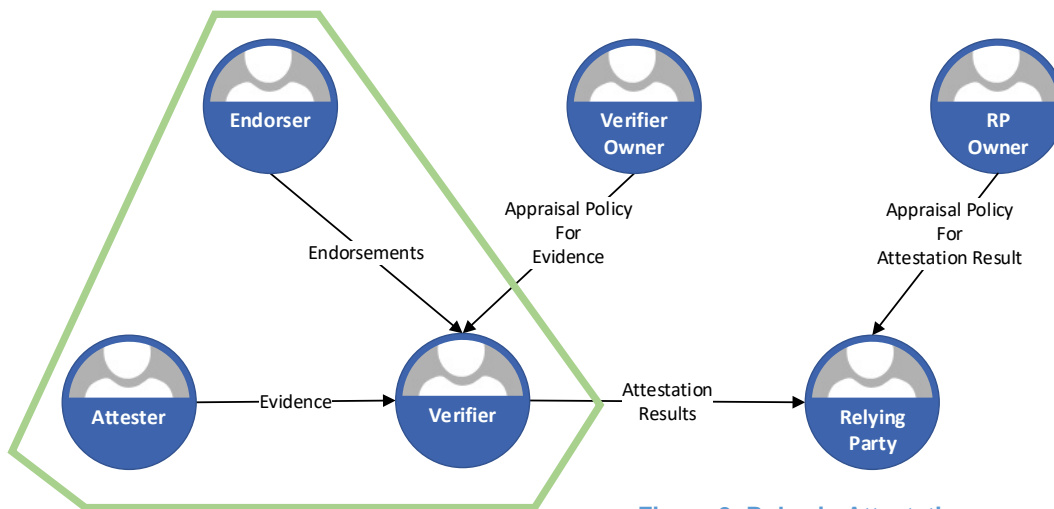 Endorser
Verifier
Owner
RP
Owner
Appraisal Policy
For
Evidence
Appraisal Policy
For
Attestation Result
Endorsements
Attester
Evidence
Verifier
Attestation
Results
Relying
Party